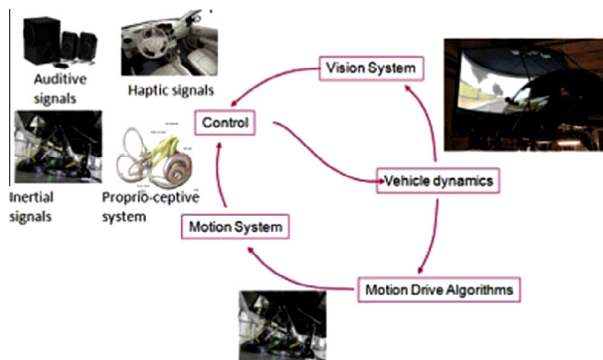 Auditive
signals
Haptic signals
Vision System
Control
Vehicle dynamics
Inertial
signals
Proprio-ceptive
system
Motion System
Motion Drive Algorithms